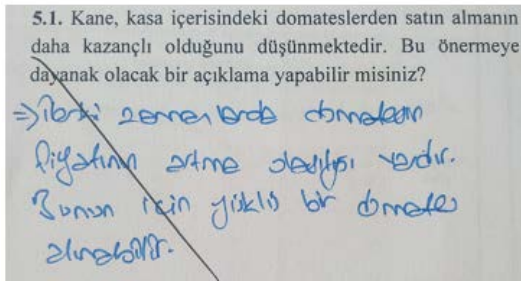 5.1. Kane, kasa içerisindeki domateslerden satın almanın
daha kazançlı olduğunu düşünmektedir. Bu önermeye
dayanak olacak bir açıklama yapabilir misiniz?
⇒ İlerki zamanlarda domatesin
fiyatının artma olasılığı vardır.
Bunun için yüklü bir domates
alınabilir.